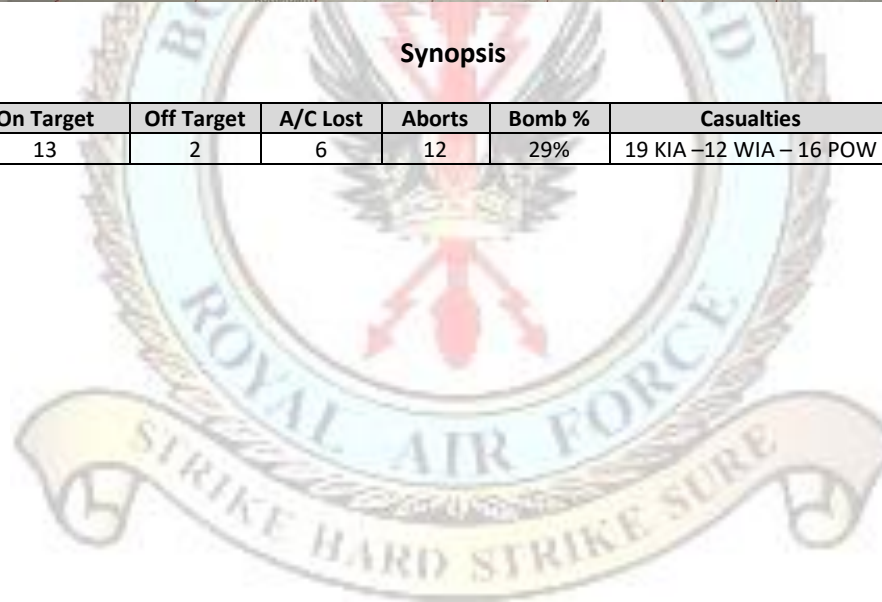 Synopsis
On Target Off Target A/C Lost Aborts Bomb % Casualties
13 2 6 12 29% 19 KIA –12 WIA – 16 POW
ROYAL AIR FORCE
STRIKE HARD STRIKE SURE